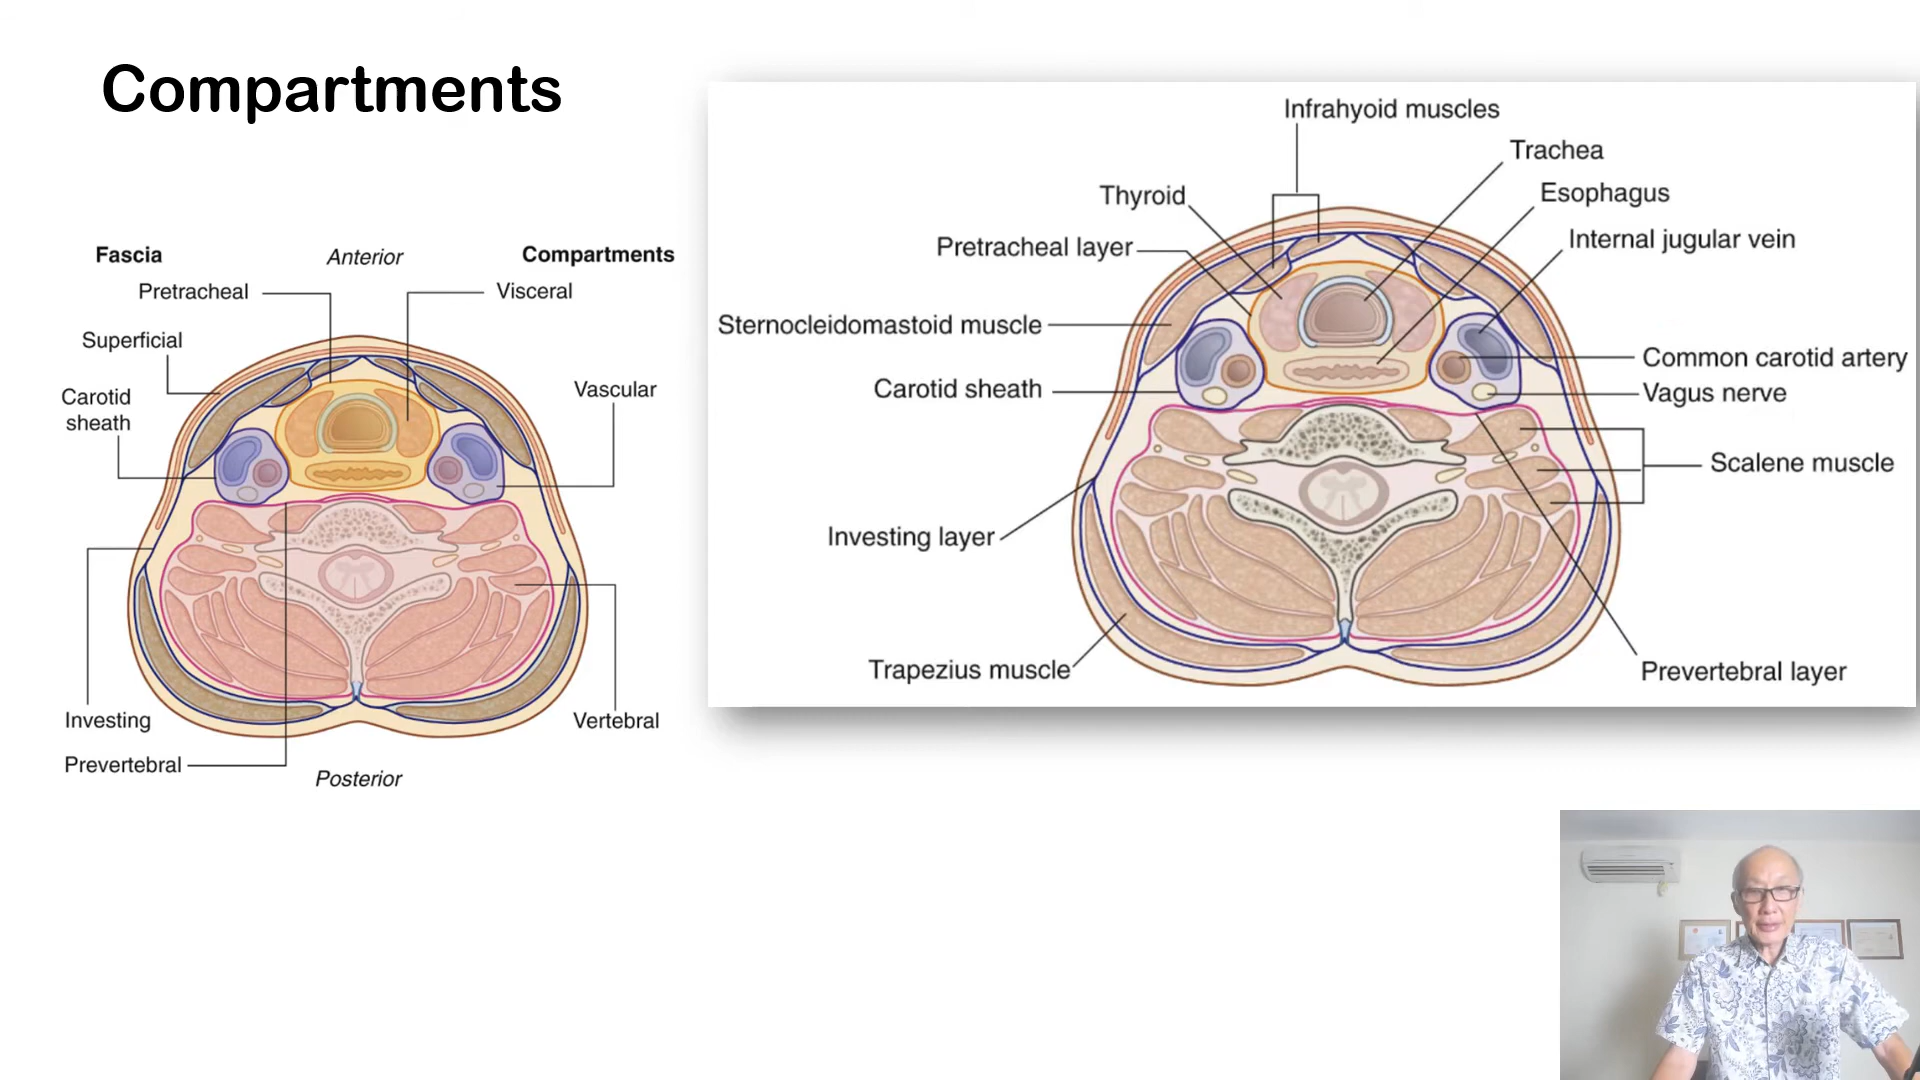 Compartments
Fascia
Anterior
Compartments
Pretracheal
Visceral
Superficial
Carotid
sheath
Vascular
Investing
Vertebral
Prevertebral
Posterior
Infrahyoid muscles
Trachea
Thyroid
Esophagus
Pretracheal layer
Internal jugular vein
Sternocleidomastoid muscle
Common carotid artery
Carotid sheath
Vagus nerve
Scalene muscle
Investing layer
Trapezius muscle
Prevertebral layer